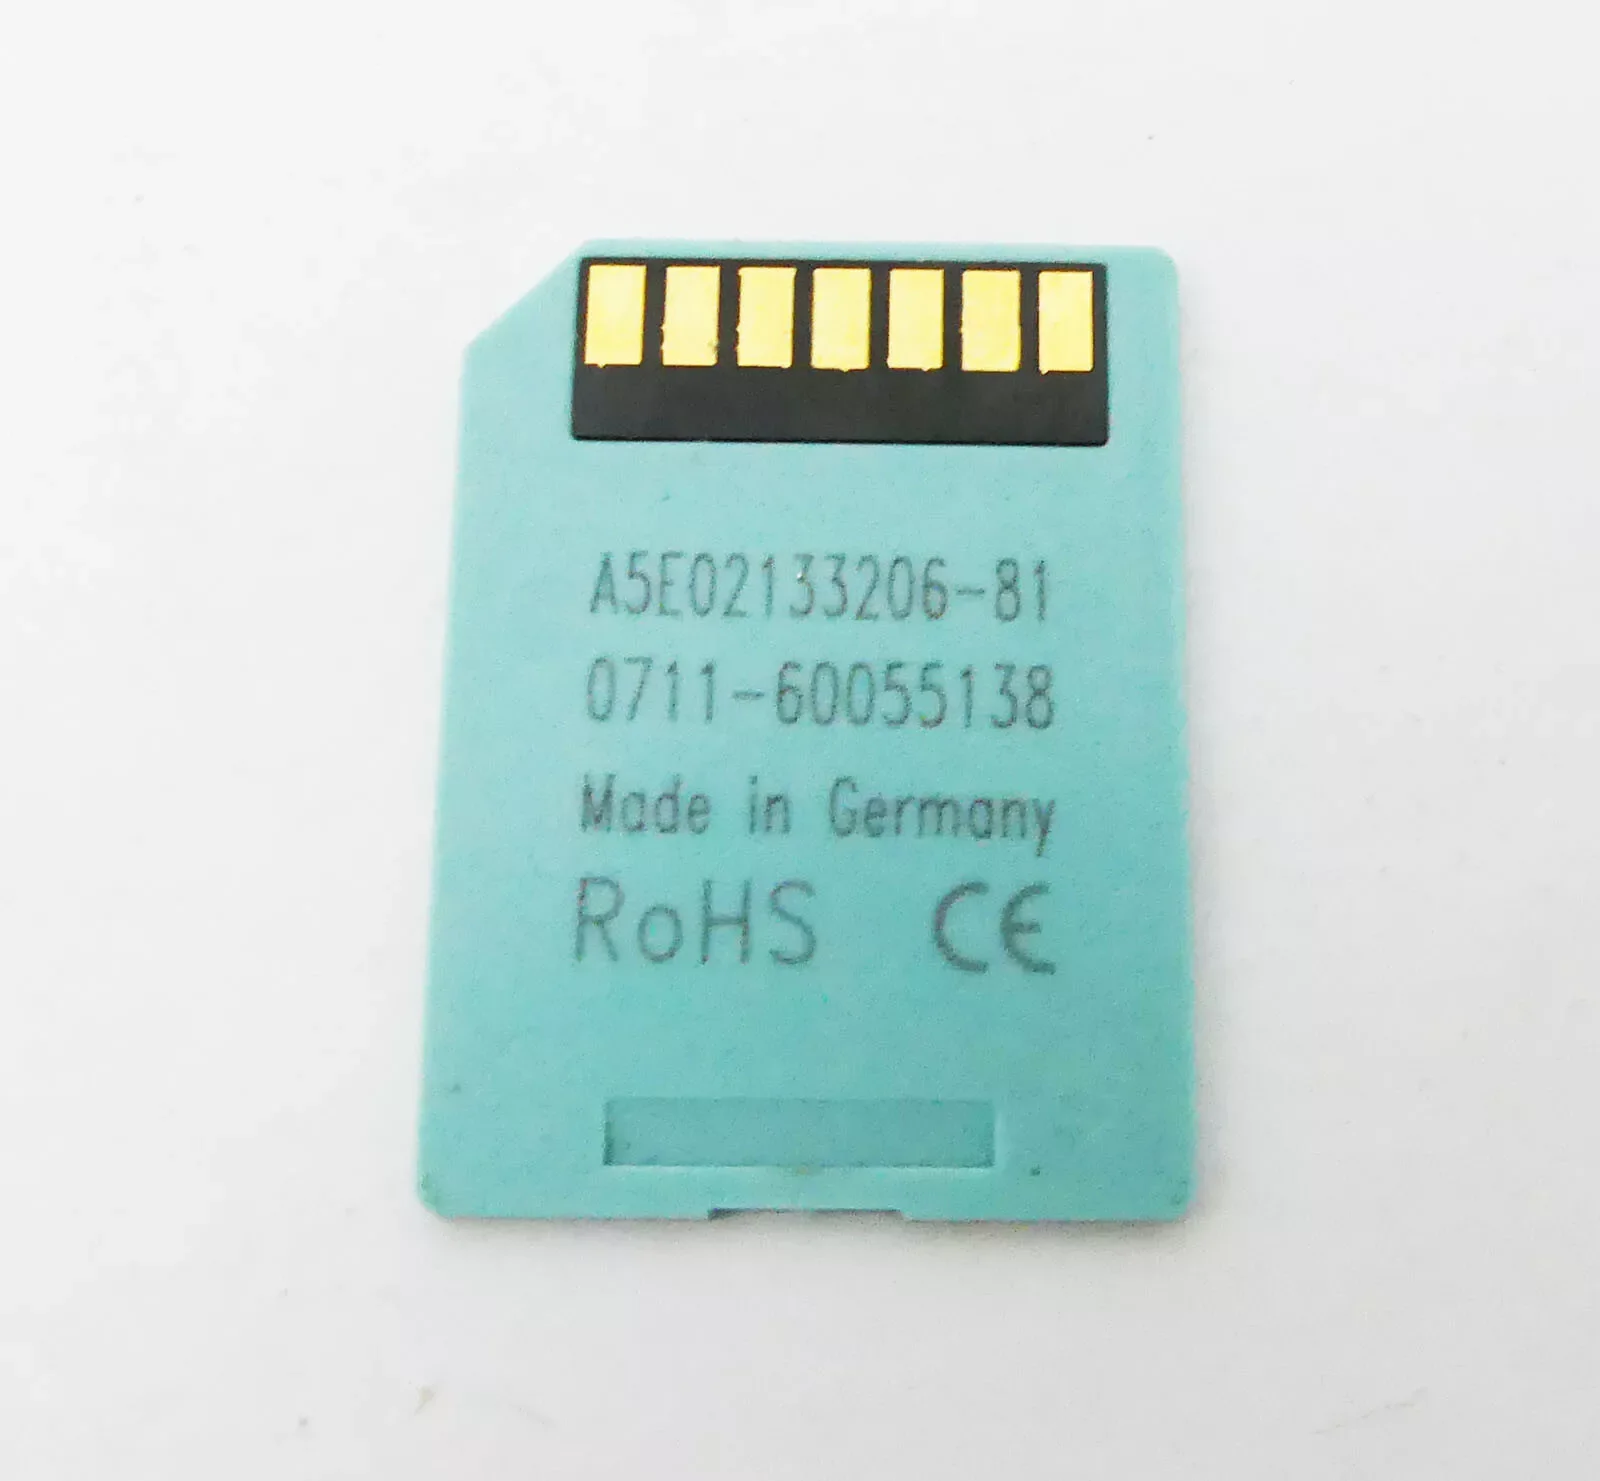 A5E02133206-81
0711-60055138
Made in Germany
RoHS CE